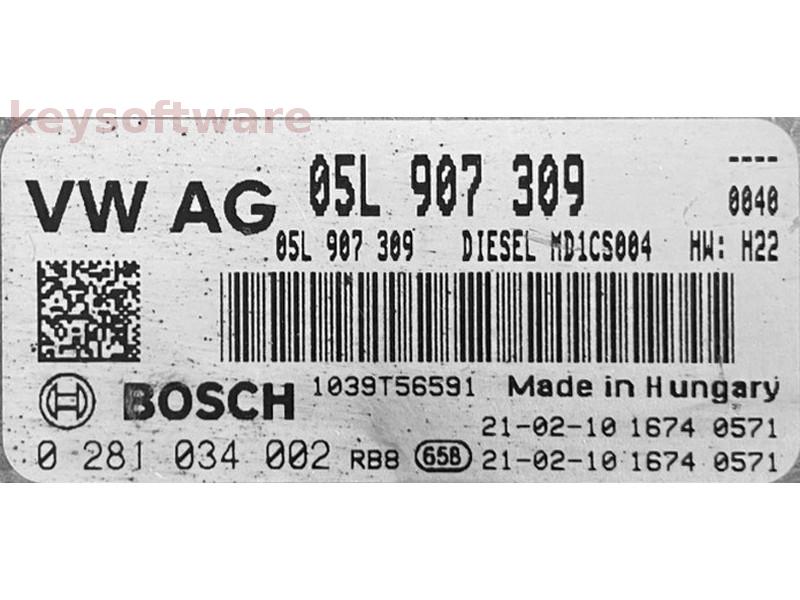 keysoftware
VW AG 05L 907 309 ----
0040
05L 907 309 DIESEL MD1CS004 HW: H22
BOSCH 1039T56591 Made in Hungary
21-02-10 1674 0571
0 281 034 002 RB8 658 21-02-10 1674 0571